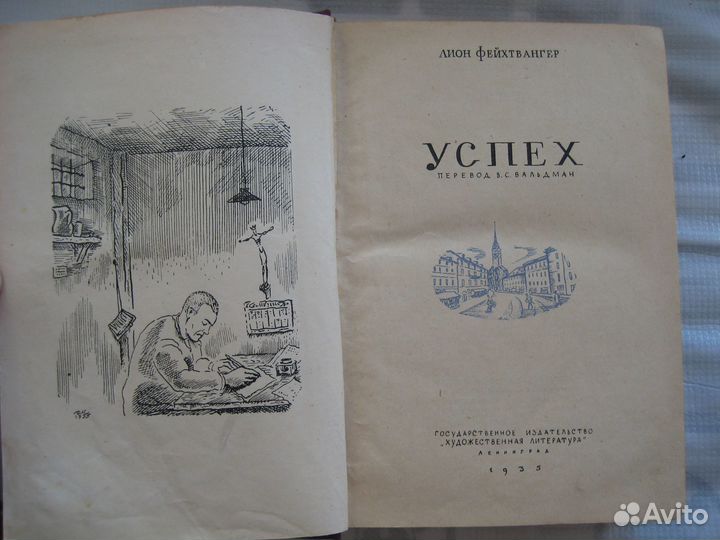 ЛИОН ФЕЙХТВАНГЕР
УСПЕХ
ПЕРЕВОД В.С. ВАЛЬДМАН
ГОСУДАРСТВЕННОЕ ИЗДАТЕЛЬСТВО
„ХУДОЖЕСТВЕННАЯ ЛИТЕРАТУРА"
ЛЕНИНГРАД
1935
Avito